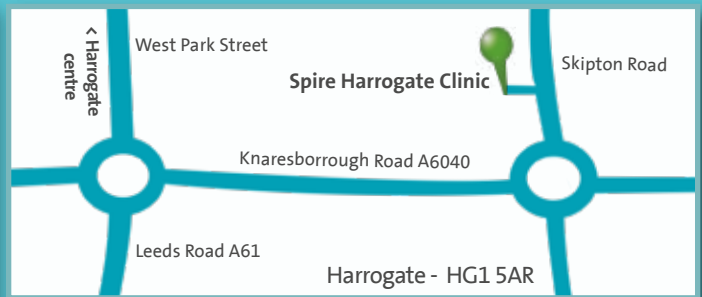 West Park Street
< Harrogate
centre
Skipton Road
Spire Harrogate Clinic
Knaresborrough Road A6040
Leeds Road A61
Harrogate - HG1 5AR